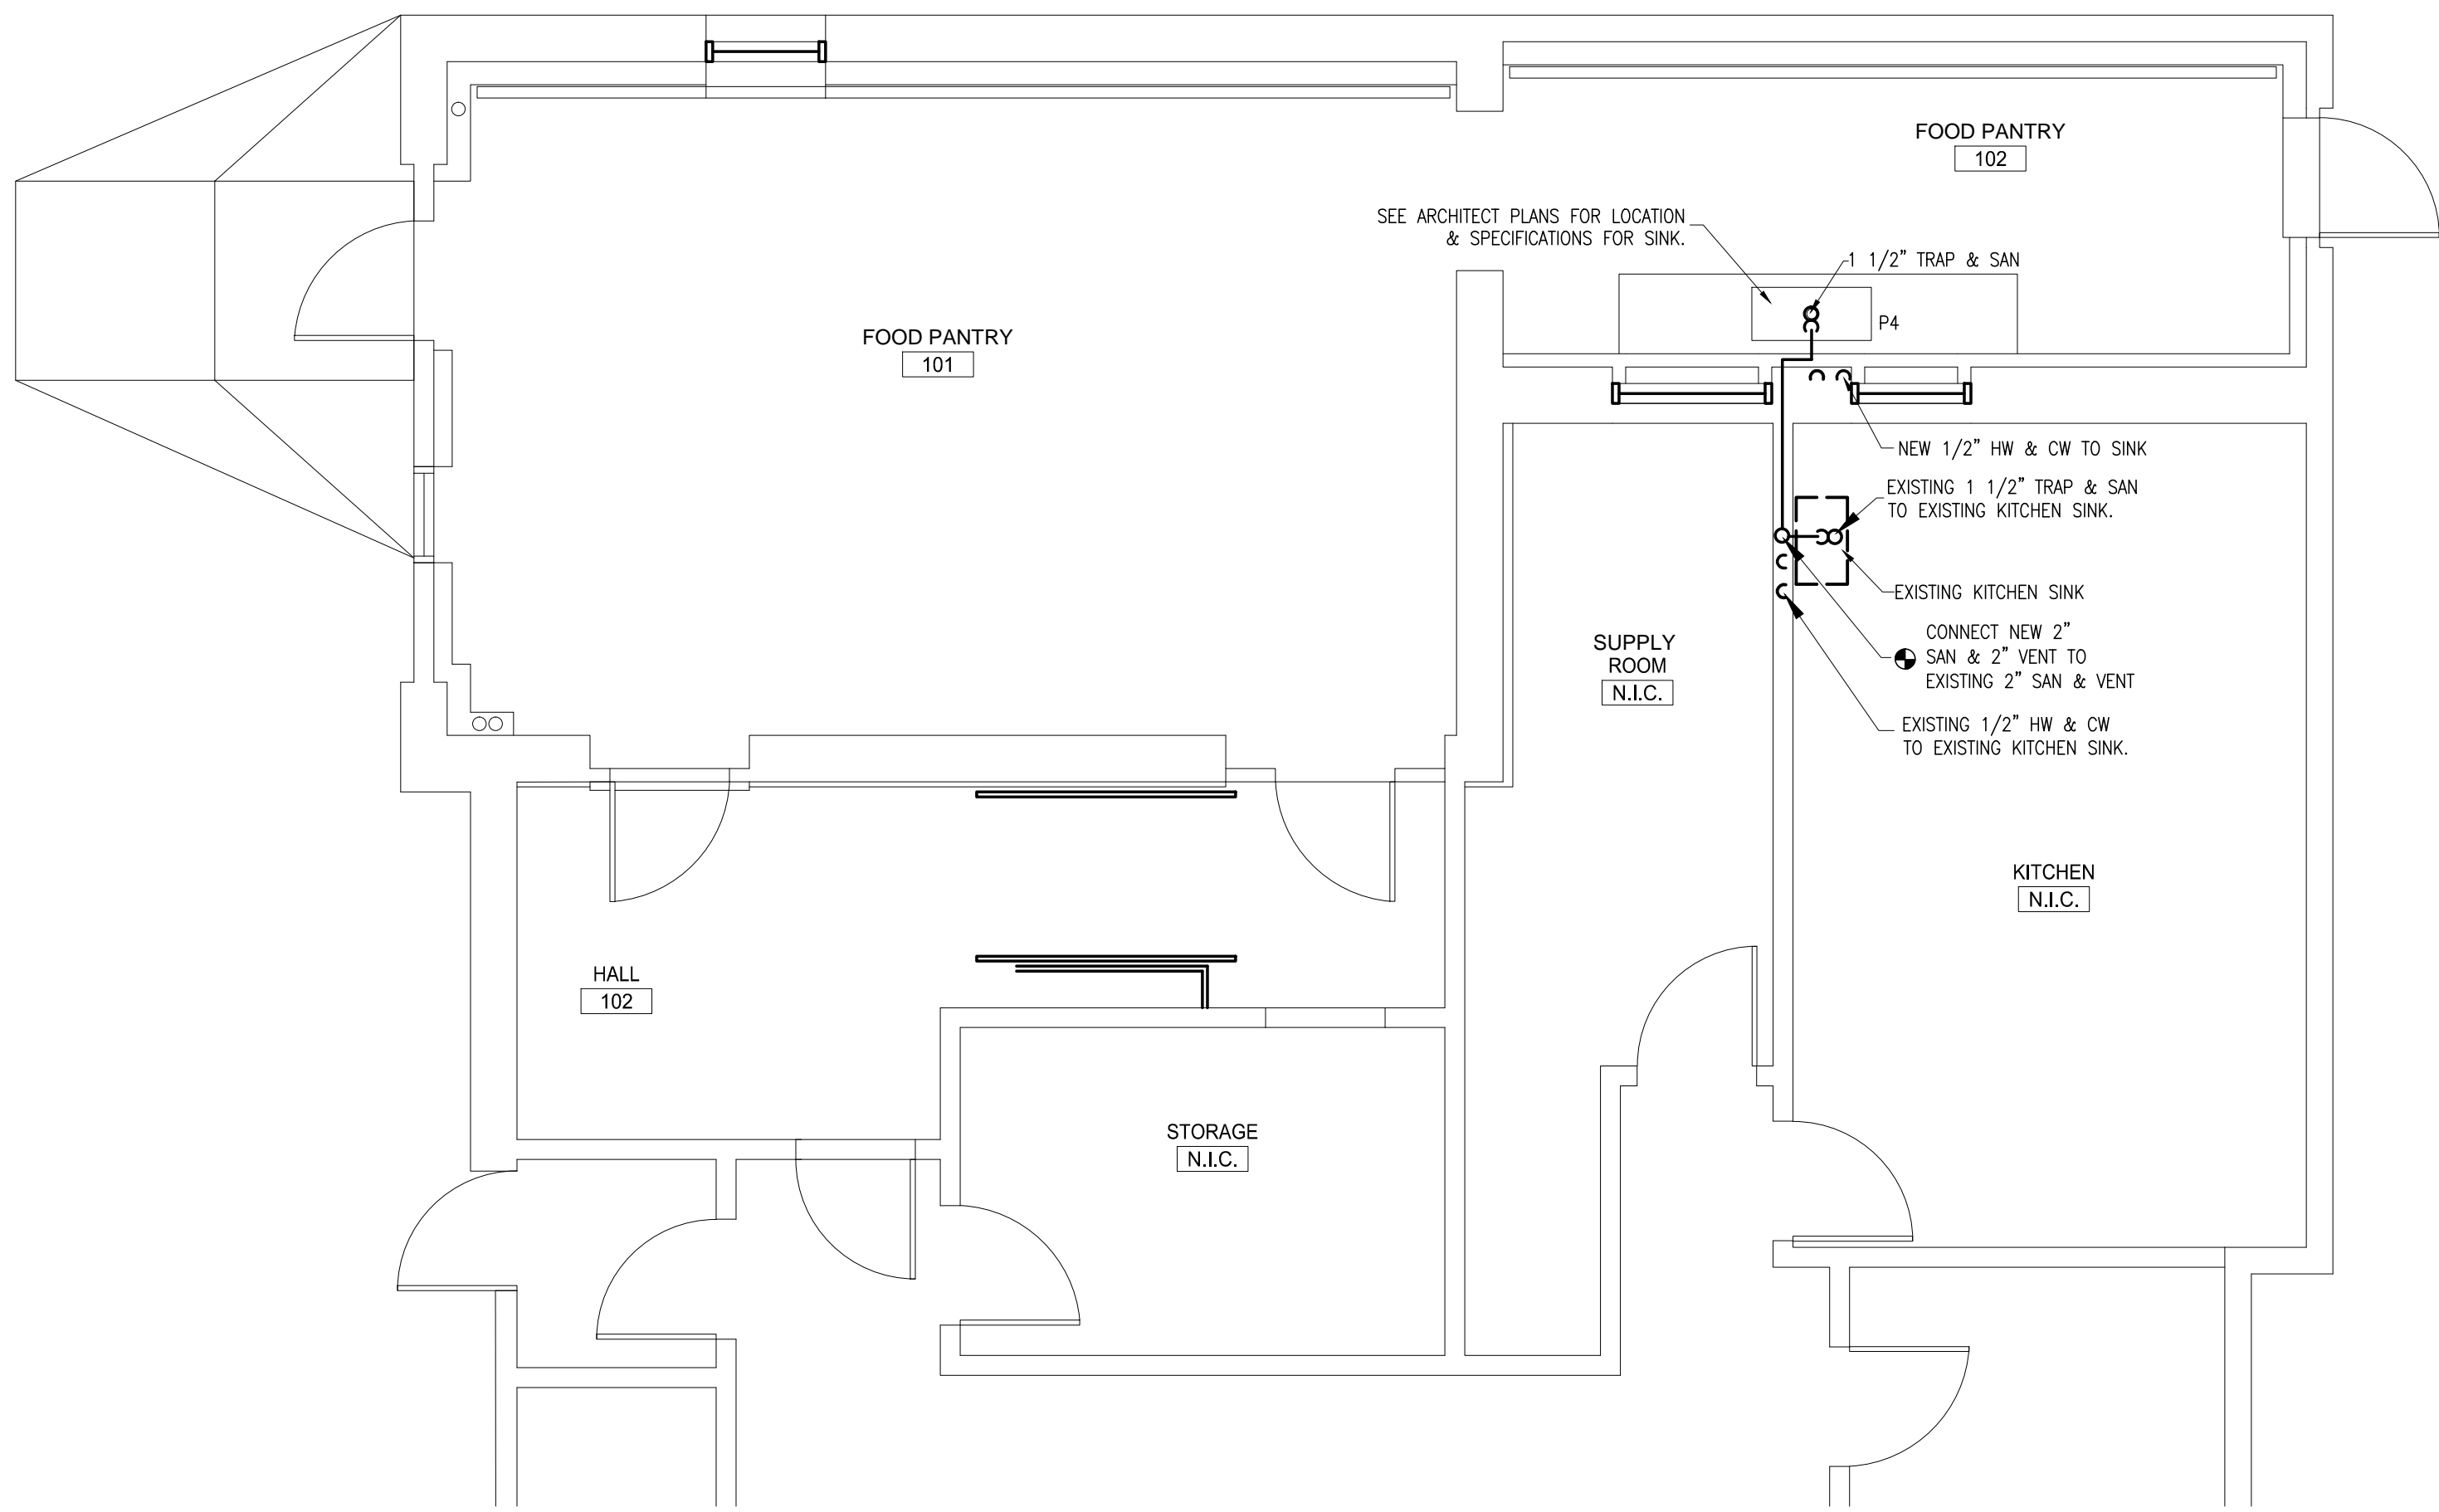 FOOD PANTRY
102
SEE ARCHITECT PLANS FOR LOCATION
& SPECIFICATIONS FOR SINK.
1 1/2" TRAP & SAN
P4
FOOD PANTRY
101
NEW 1/2" HW & CW TO SINK
EXISTING 1 1/2" TRAP & SAN
TO EXISTING KITCHEN SINK.
EXISTING KITCHEN SINK
CONNECT NEW 2"
SAN & 2" VENT TO
EXISTING 2" SAN & VENT
SUPPLY
ROOM
N.I.C.
EXISTING 1/2" HW & CW
TO EXISTING KITCHEN SINK.
KITCHEN
N.I.C.
HALL
102
STORAGE
N.I.C.